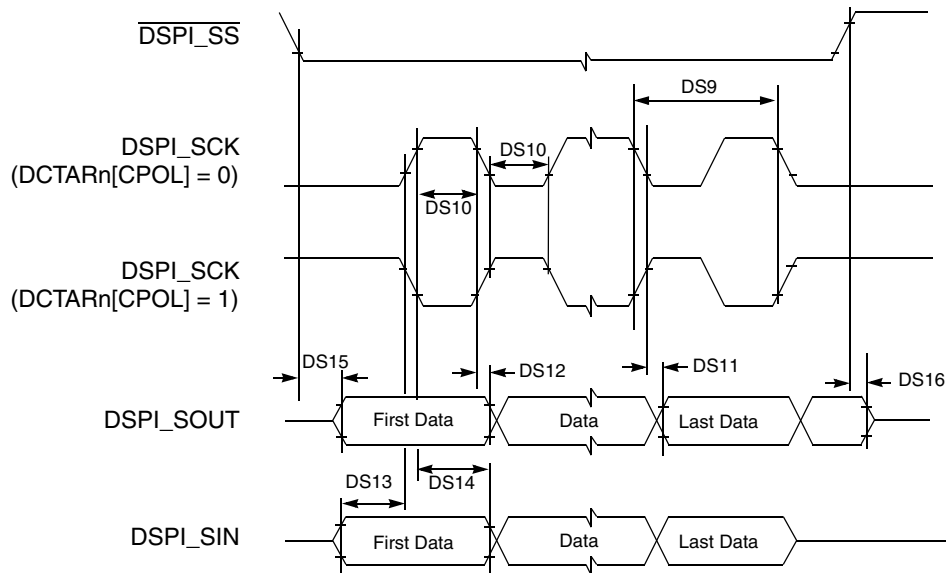 DSPI_SS
DS9
DSPI_SCK
(DCTARn[CPOL] = 0)
DS10
DS10
DSPI_SCK
(DCTARn[CPOL] = 1)
DS15
DS12
DS11
DS16
DSPI_SOUT
First Data
Data
Last Data
DS13
DS14
DSPI_SIN
First Data
Data
Last Data